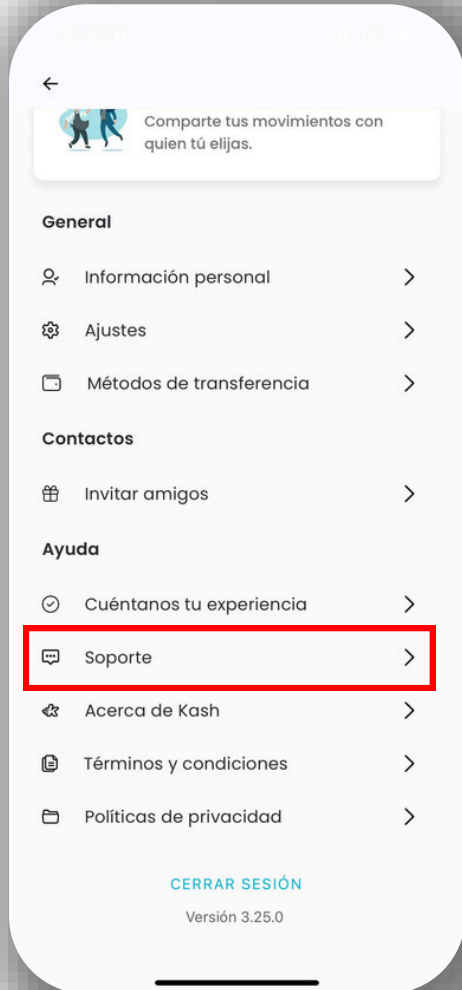 Comparte tus movimientos con
quien tú elijas.
General
Información personal
Ajustes
Métodos de transferencia
Contactos
Invitar amigos
Ayuda
Cuéntanos tu experiencia
Soporte
Acerca de Kash
Términos y condiciones
Políticas de privacidad
CERRAR SESIÓN
Versión 3.25.0